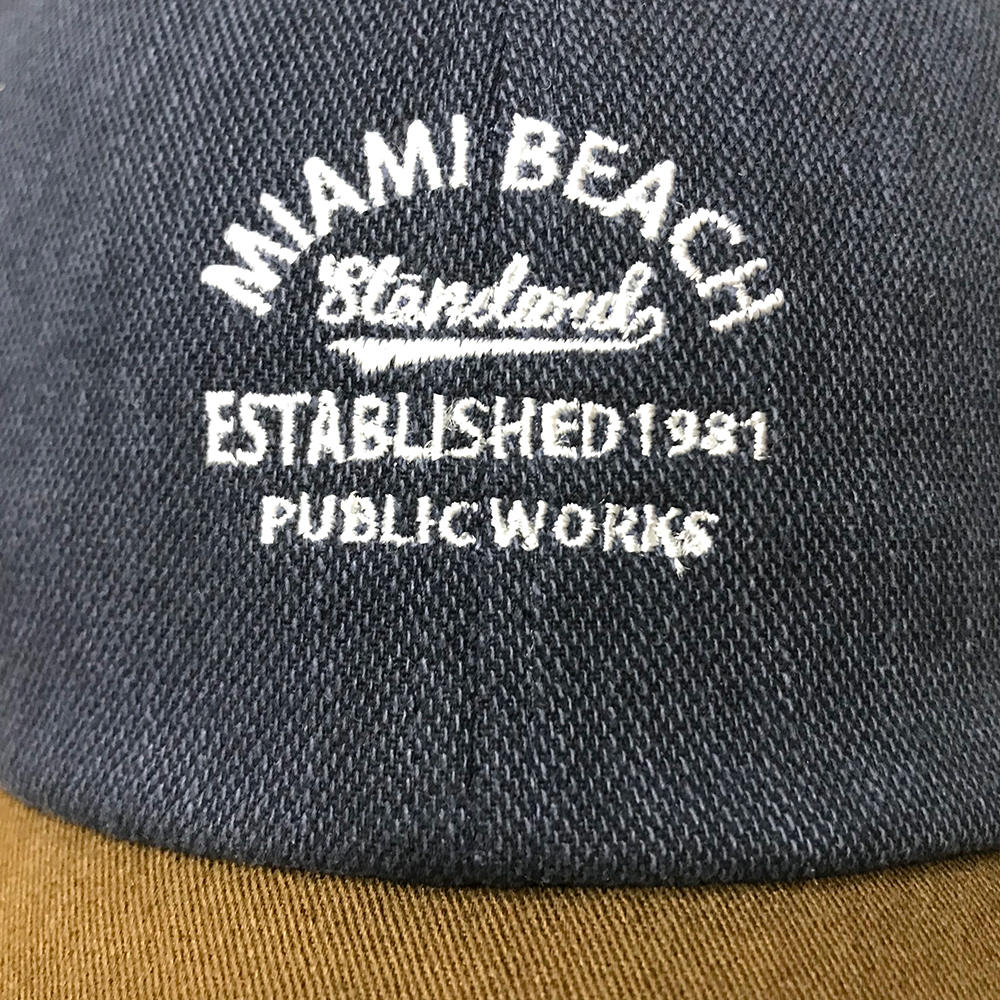 MIAMI BEACH
Standard
ESTABLISHED 1981
PUBLIC WORKS